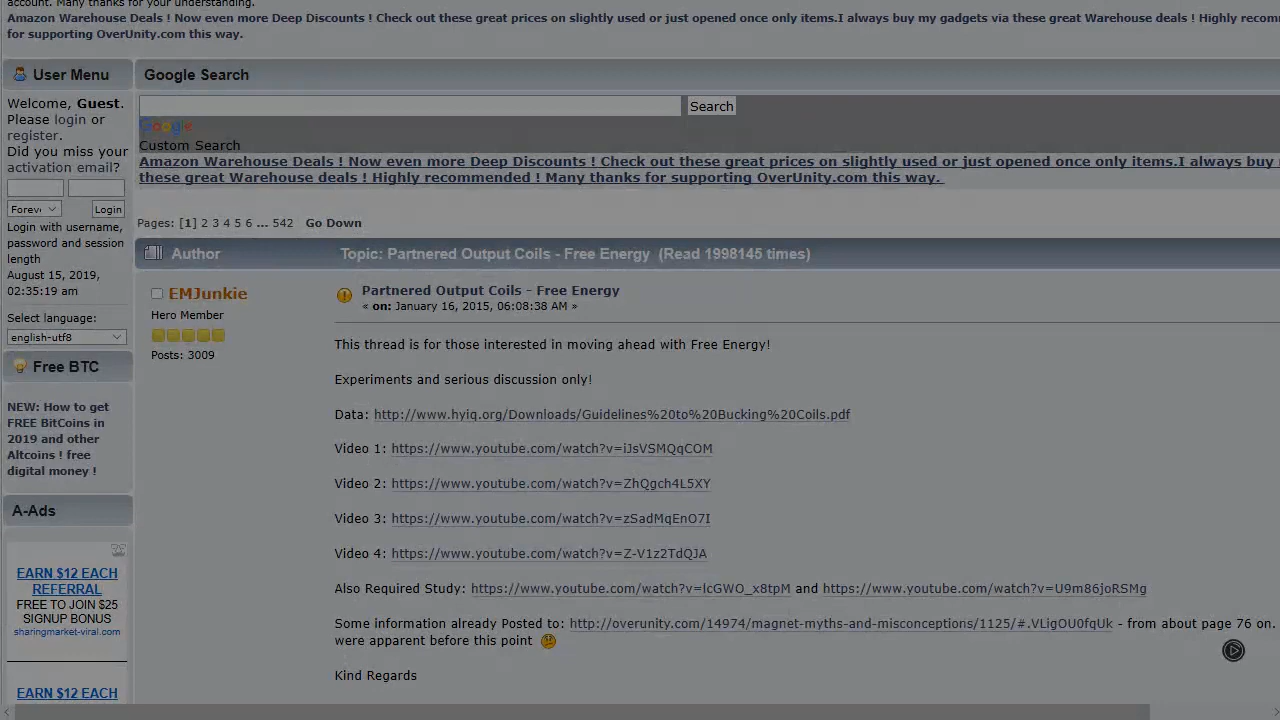 account. Many thanks for your understanding.
Amazon Warehouse Deals ! Now even more Deep Discounts ! Check out these great prices on slightly used or just opened once only items.I always buy my gadgets via these great Warehouse deals ! Highly recom
for supporting OverUnity.com this way.
User Menu
Google Search
Welcome, Guest.
Please login or
register.
Did you miss your
activation email?
Search
Google
Custom Search
Amazon Warehouse Deals ! Now even more Deep Discounts ! Check out these great prices on slightly used or just opened once only items.I always buy
these great Warehouse deals ! Highly recommended ! Many thanks for supporting OverUnity.com this way.
Forev
Login
Login with username,
password and session
length
August 15, 2019,
02:35:19 am
Select language:
english-utf8
Free BTC
NEW: How to get
FREE BitCoins in
2019 and other
Altcoins ! free
digital money !
A-Ads
EARN $12 EACH
REFERRAL
FREE TO JOIN $25
SIGNUP BONUS
sharingmarket-viral.com
EARN $12 EACH
Pages: [1] 2 3 4 5 6 ... 542 Go Down
Author
Topic: Partnered Output Coils - Free Energy (Read 1998145 times)
EMJunkie
Hero Member
Posts: 3009
Partnered Output Coils - Free Energy
« on: January 16, 2015, 06:08:38 AM »
This thread is for those interested in moving ahead with Free Energy!
Experiments and serious discussion only!
Data: http://www.hyiq.org/Downloads/Guidelines%20to%20Bucking%20Coils.pdf
Video 1: https://www.youtube.com/watch?v=iJsVSMQqCOM
Video 2: https://www.youtube.com/watch?v=ZhQgch4L5XY
Video 3: https://www.youtube.com/watch?v=zSadMqEnO7I
Video 4: https://www.youtube.com/watch?v=Z-V1z2TdQJA
Also Required Study: https://www.youtube.com/watch?v=lcGWO_x8tpM and https://www.youtube.com/watch?v=U9m86joRSMg
Some information already Posted to: http://overunity.com/14974/magnet-myths-and-misconceptions/1125/#.VLigOU0fqUk - from about page 76 on.
were apparent before this point
Kind Regards